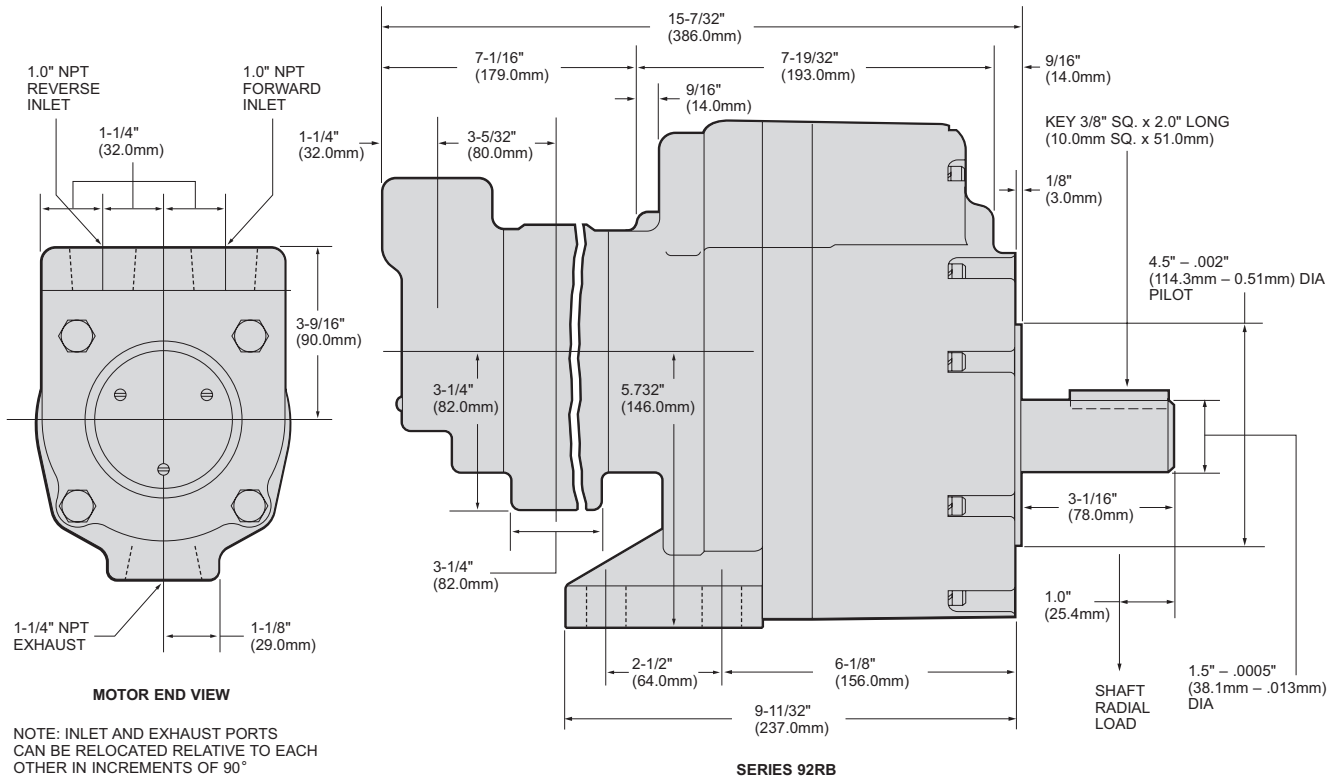 15-7/32"
(386.0mm)
7-1/16"
(179.0mm)
7-19/32"
(193.0mm)
9/16"
(14.0mm)
9/16"
(14.0mm)
1.0" NPT
REVERSE
INLET
1.0" NPT
FORWARD
INLET
1-1/4"
(32.0mm)
1-1/4"
(32.0mm)
3-5/32"
(80.0mm)
KEY 3/8" SQ. x 2.0" LONG
(10.0mm SQ. x 51.0mm)
1/8"
(3.0mm)
4.5" – .002"
(114.3mm – 0.51mm) DIA
PILOT
3-9/16"
(90.0mm)
3-1/4"
(82.0mm)
5.732"
(146.0mm)
3-1/16"
(78.0mm)
3-1/4"
(82.0mm)
1.0"
(25.4mm)
1-1/4" NPT
EXHAUST
1-1/8"
(29.0mm)
2-1/2"
(64.0mm)
6-1/8"
(156.0mm)
9-11/32"
(237.0mm)
SHAFT
RADIAL
LOAD
1.5" – .0005"
(38.1mm – .013mm)
DIA
MOTOR END VIEW
NOTE: INLET AND EXHAUST PORTS
CAN BE RELOCATED RELATIVE TO EACH
OTHER IN INCREMENTS OF 90°
SERIES 92RB